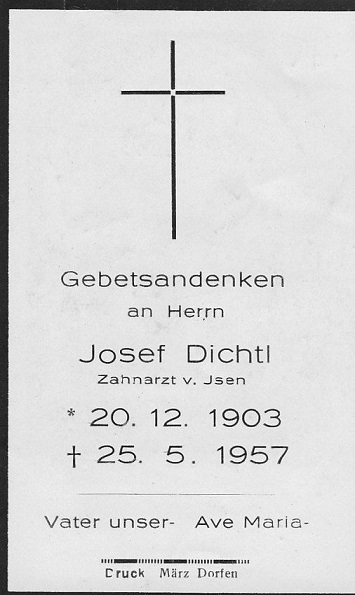 Gebetsandenken
an Herrn
Josef Dichtl
Zahnarzt v. Jsen
* 20. 12. 1903
† 25. 5. 1957
Vater unser- Ave Maria-
Druck März Dorfen